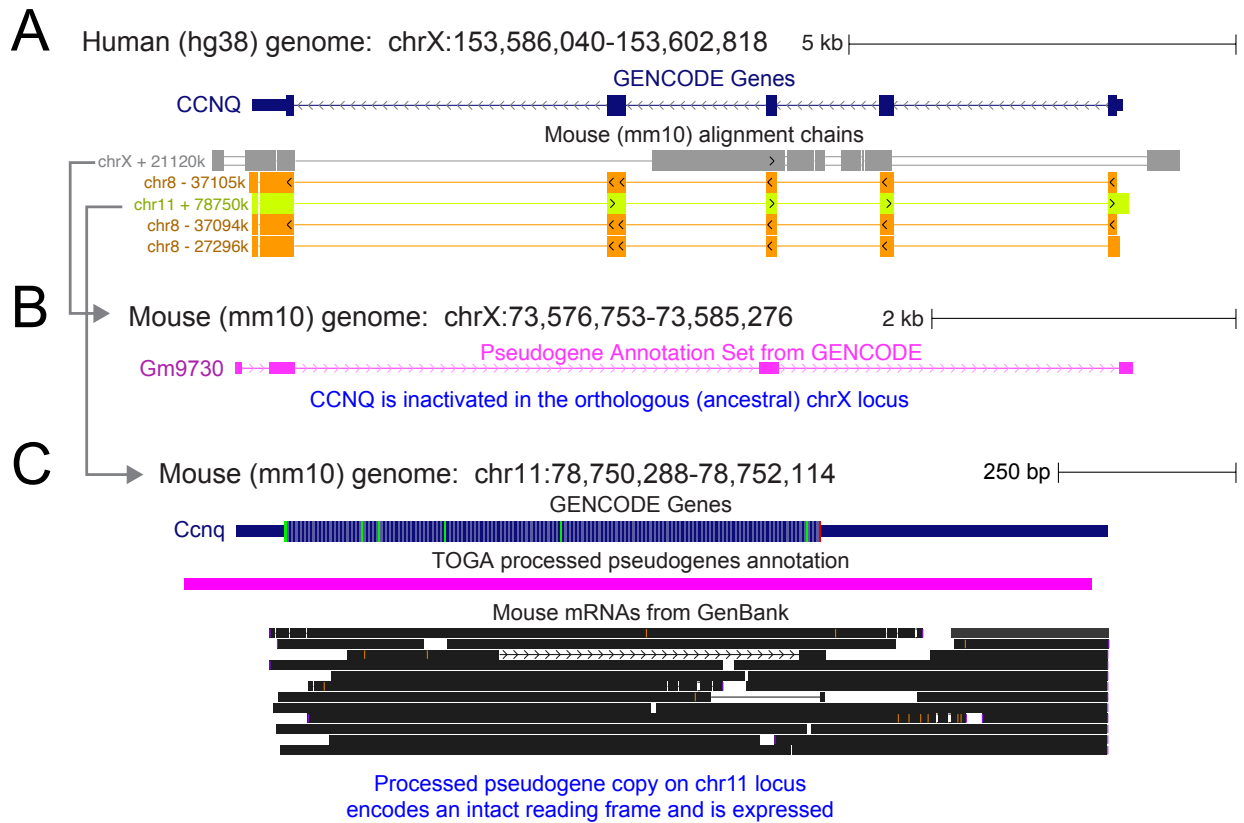 A
Human (hg38) genome: chrX:153,586,040-153,602,818
5 kb
GENCODE Genes
CCNQ
Mouse (mm10) alignment chains
chrX + 21120k
chr8 - 37105k
chr11 + 78750k
chr8 - 37094k
chr8 - 27296k
B
Mouse (mm10) genome: chrX:73,576,753-73,585,276
2 kb
Pseudogene Annotation Set from GENCODE
Gm9730
CCNQ is inactivated in the orthologous (ancestral) chrX locus
C
Mouse (mm10) genome: chr11:78,750,288-78,752,114
250 bp
GENCODE Genes
Ccnq
TOGA processed pseudogenes annotation
Mouse mRNAs from GenBank
Processed pseudogene copy on chr11 locus
encodes an intact reading frame and is expressed